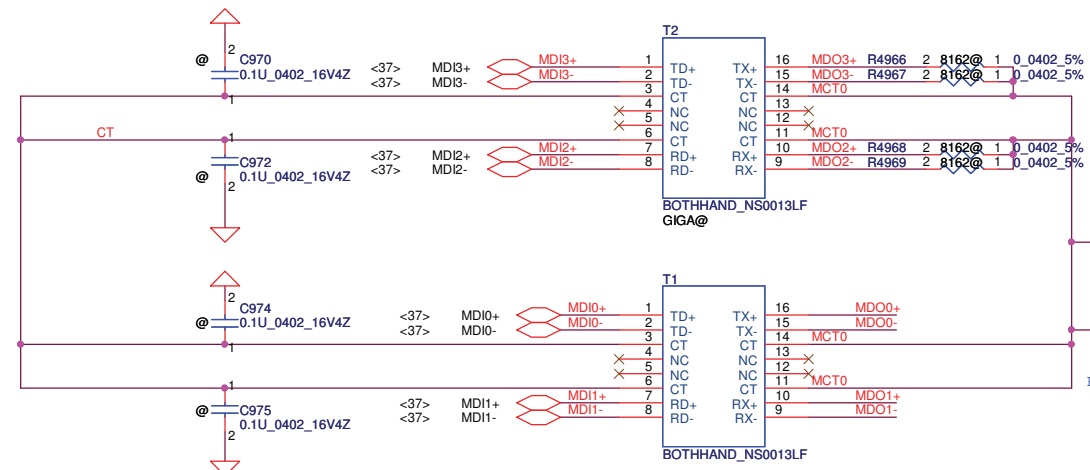 T2
@
2
C970
0.1U_0402_16V4Z
1
<37> MDI3+ MDI3+ 1 TD+ TX+ 16 MDO3+ R4966 2 8162@ 1 0_0402_5%
<37> MDI3- MDI3- 2 TD- TX- 15 MDO3- R4967 2 8162@ 1 0_0402_5%
3 CT CT 14 MCT0
4 NC NC 13
5 NC NC 12
CT 1 6 CT CT 11 MCT0
<37> MDI2+ MDI2+ 7 RD+ RX+ 10 MDO2+ R4968 2 8162@ 1 0_0402_5%
<37> MDI2- MDI2- 8 RD- RX- 9 MDO2- R4969 2 8162@ 1 0_0402_5%
C972
@ 0.1U_0402_16V4Z
2
BOTHHAND_NS0013LF
GIGA@
T1
2
C974
@ 0.1U_0402_16V4Z
1
<37> MDI0+ MDI0+ 1 TD+ TX+ 16 MDO0+
<37> MDI0- MDI0- 2 TD- TX- 15 MDO0-
3 CT CT 14 MCT0
4 NC NC 13
5 NC NC 12
1 6 CT CT 11 MCT0
<37> MDI1+ MDI1+ 7 RD+ RX+ 10 MDO1+
<37> MDI1- MDI1- 8 RD- RX- 9 MDO1-
@ C975
0.1U_0402_16V4Z
2
BOTHHAND_NS0013LF